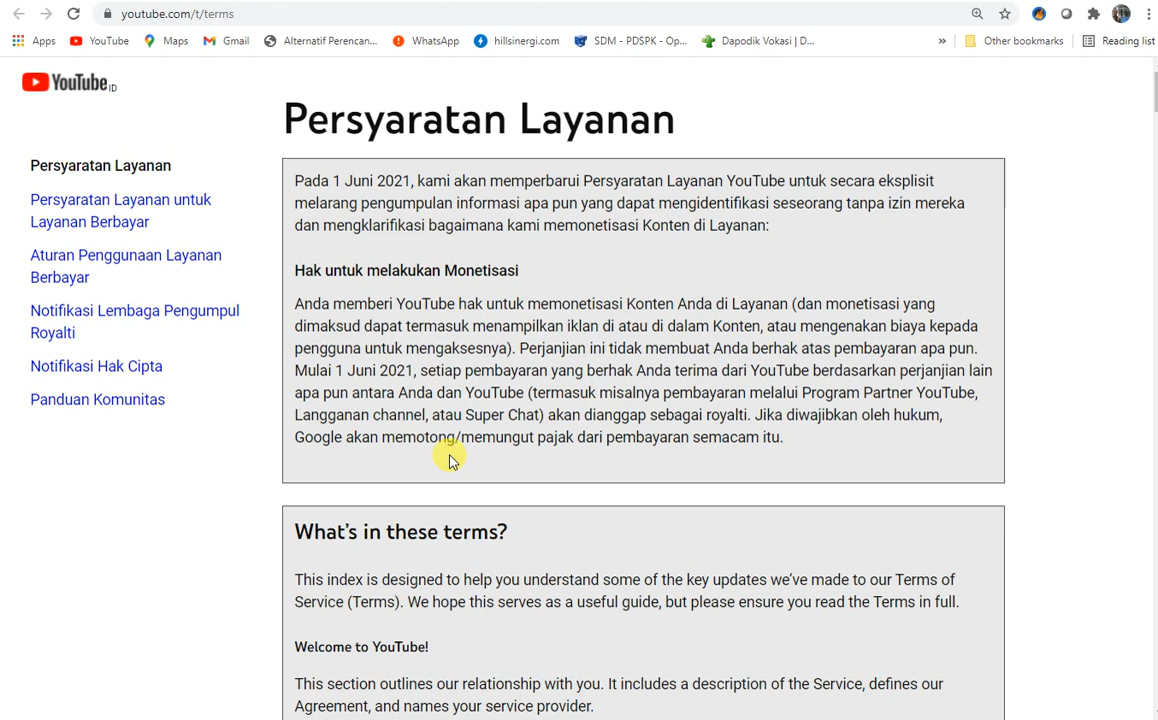 youtube.com/t/terms
Apps YouTube Maps Gmail Alternatif Perencan... WhatsApp hillsinergi.com SDM - PDSPK - Op... Dapodik Vokasi | D... » Other bookmarks Reading list
YouTube ID
Persyaratan Layanan
Persyaratan Layanan
Persyaratan Layanan untuk
Layanan Berbayar
Aturan Penggunaan Layanan
Berbayar
Notifikasi Lembaga Pengumpul
Royalti
Notifikasi Hak Cipta
Panduan Komunitas
Pada 1 Juni 2021, kami akan memperbarui Persyaratan Layanan YouTube untuk secara eksplisit
melarang pengumpulan informasi apa pun yang dapat mengidentifikasi seseorang tanpa izin mereka
dan mengklarifikasi bagaimana kami memonetisasi Konten di Layanan:
Hak untuk melakukan Monetisasi
Anda memberi YouTube hak untuk memonetisasi Konten Anda di Layanan (dan monetisasi yang
dimaksud dapat termasuk menampilkan iklan di atau di dalam Konten, atau mengenakan biaya kepada
pengguna untuk mengaksesnya). Perjanjian ini tidak membuat Anda berhak atas pembayaran apa pun.
Mulai 1 Juni 2021, setiap pembayaran yang berhak Anda terima dari YouTube berdasarkan perjanjian lain
apa pun antara Anda dan YouTube (termasuk misalnya pembayaran melalui Program Partner YouTube,
Langganan channel, atau Super Chat) akan dianggap sebagai royalti. Jika diwajibkan oleh hukum,
Google akan memotong/memungut pajak dari pembayaran semacam itu.
What's in these terms?
This index is designed to help you understand some of the key updates we've made to our Terms of
Service (Terms). We hope this serves as a useful guide, but please ensure you read the Terms in full.
Welcome to YouTube!
This section outlines our relationship with you. It includes a description of the Service, defines our
Agreement, and names your service provider.